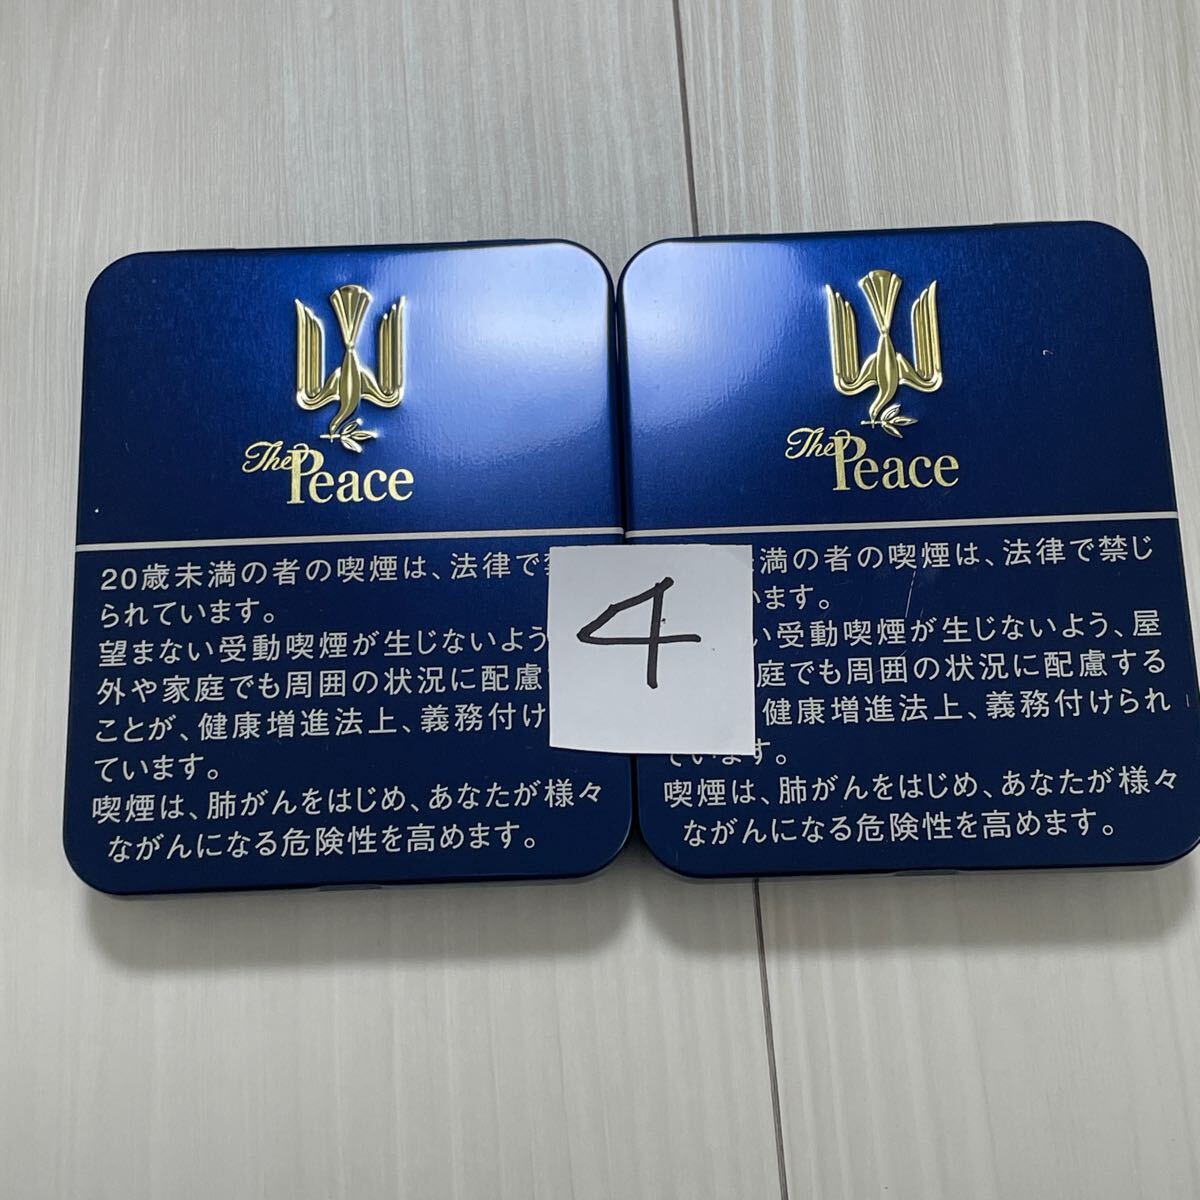 The
Peace
20歳未満の者の喫煙は、法律で
られています。
望まない受動喫煙が生じないよう
外や家庭でも周囲の状況に配慮
ことが、健康増進法上、義務付け
ています。
喫煙は、肺がんをはじめ、あなたが様々
ながんになる危険性を高めます。
4
The
Peace
満の者の喫煙は、法律で禁じ
います。
い受動喫煙が生じないよう、屋
庭でも周囲の状況に配慮する
健康増進法上、義務付けられ
ています。
喫煙は、肺がんをはじめ、あなたが様々
ながんになる危険性を高めます。